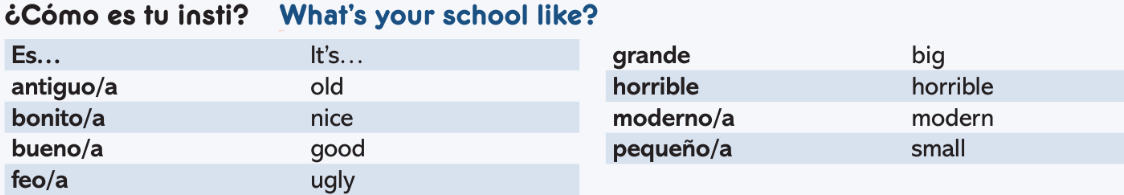 ¿Cómo es tu insti? What's your school like?
Es… It's…
antiguo/a old
bonito/a nice
bueno/a good
feo/a ugly
grande big
horrible horrible
moderno/a modern
pequeño/a small